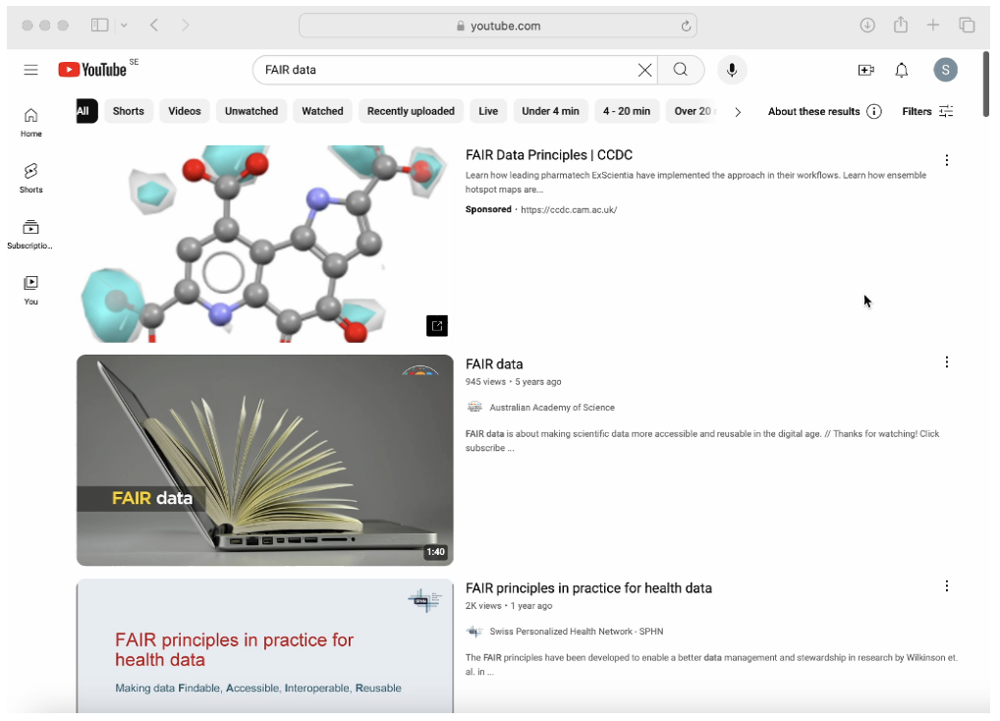 youtube.com
YouTube SE
FAIR data
S
All Shorts Videos Unwatched Watched Recently uploaded Live Under 4 min 4 - 20 min Over 20 About these results Filters
Home
Shorts
Subscriptio...
You
FAIR Data Principles | CCDC
Learn how leading pharmatech ExScientia have implemented the approach in their workflows. Learn how ensemble
hotspot maps are...
Sponsored · https://ccdc.cam.ac.uk/
FAIR data
1:40
FAIR data
945 views · 5 years ago
Australian Academy of Science
FAIR data is about making scientific data more accessible and reusable in the digital age. // Thanks for watching! Click
subscribe ...
FAIR principles in practice for
health data
Making data Findable, Accessible, Interoperable, Reusable
FAIR principles in practice for health data
2K views · 1 year ago
Swiss Personalized Health Network - SPHN
The FAIR principles have been developed to enable a better data management and stewardship in research by Wilkinson et.
al. in ...